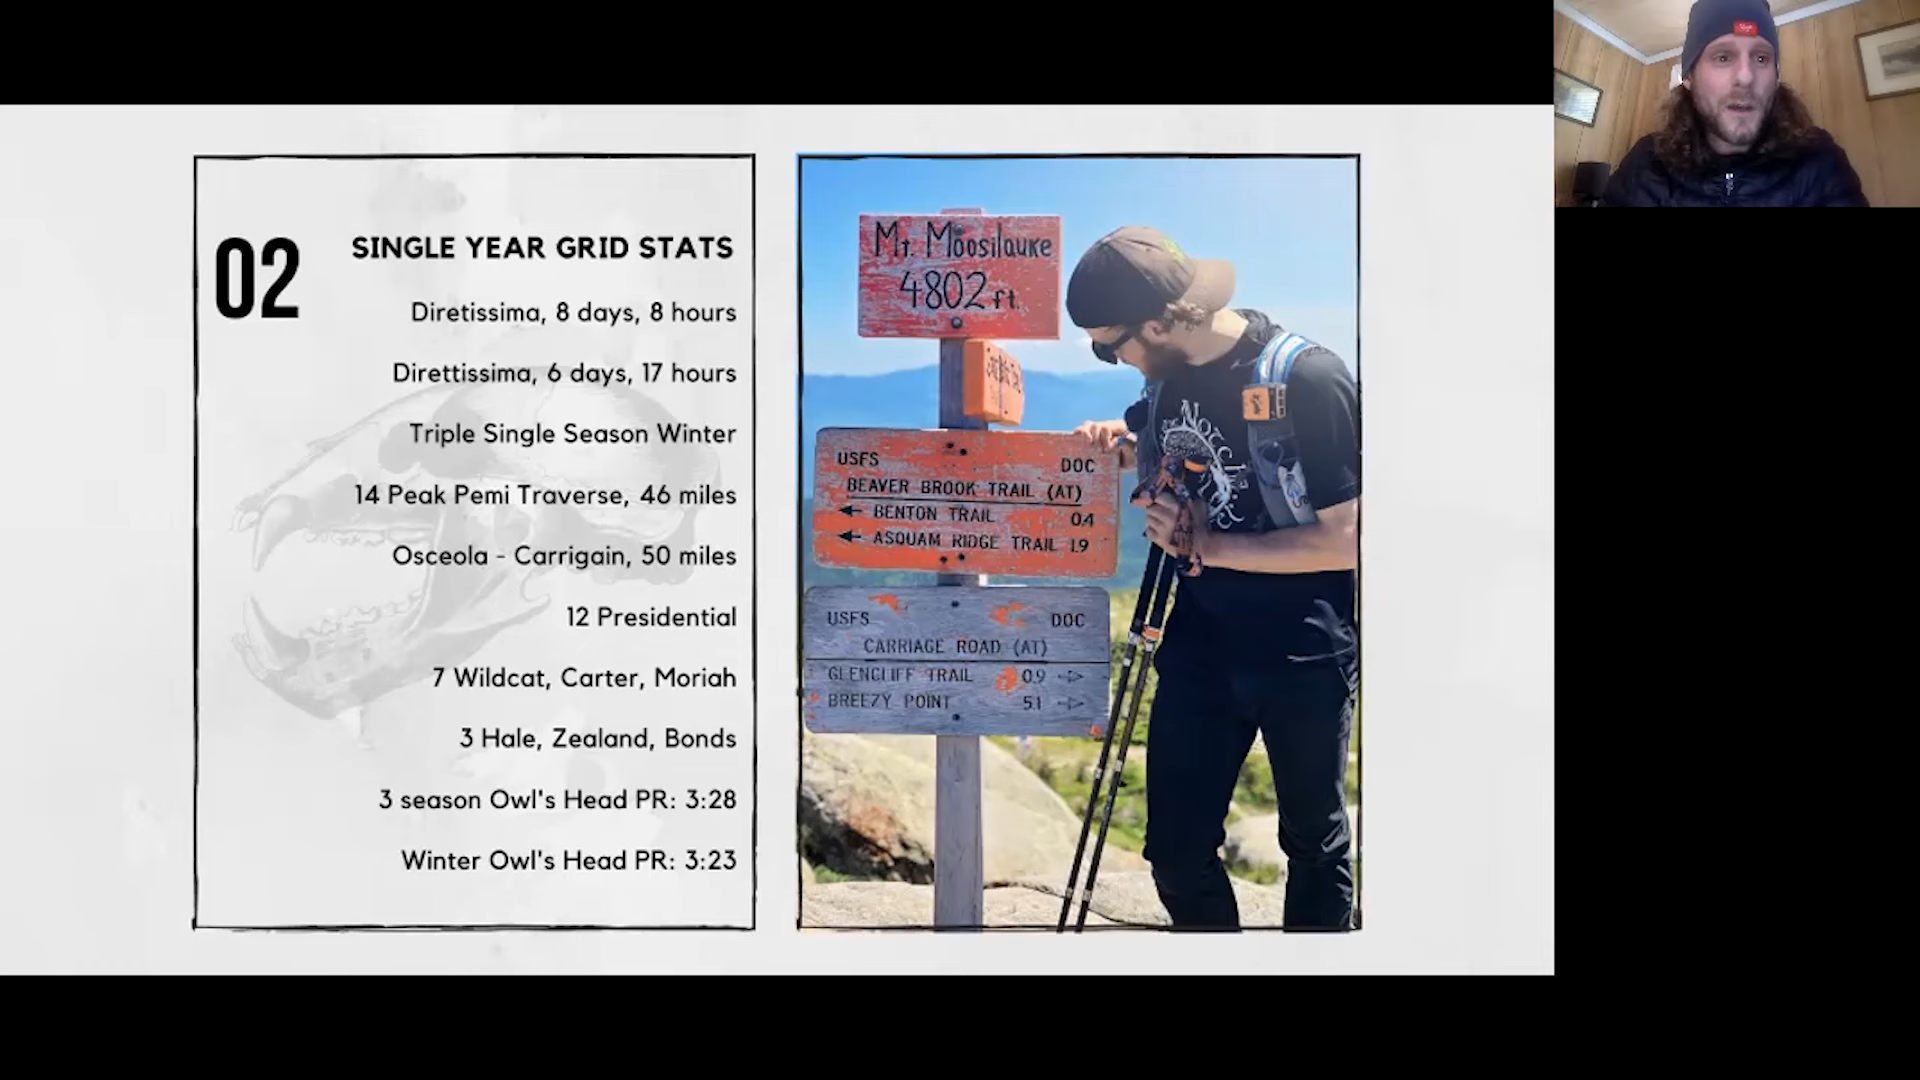 02
SINGLE YEAR GRID STATS
Diretissima, 8 days, 8 hours
Direttissima, 6 days, 17 hours
Triple Single Season Winter
14 Peak Pemi Traverse, 46 miles
Osceola - Carrigain, 50 miles
12 Presidential
7 Wildcat, Carter, Moriah
3 Hale, Zealand, Bonds
3 season Owl's Head PR: 3:28
Winter Owl's Head PR: 3:23
Mt. Moosilauke
4802 ft.
USFS DOC
BEAVER BROOK TRAIL (AT)
BENTON TRAIL 0.4
ASQUAM RIDGE TRAIL 1.9
USFS DOC
CARRIAGE ROAD (AT)
GLENCLIFF TRAIL 0.9
BREEZY POINT 5.1